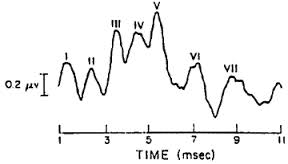 V
III
IV
I
II
VI
VII
0.2 μv
1 3 5 7 9 11
TIME (msec)